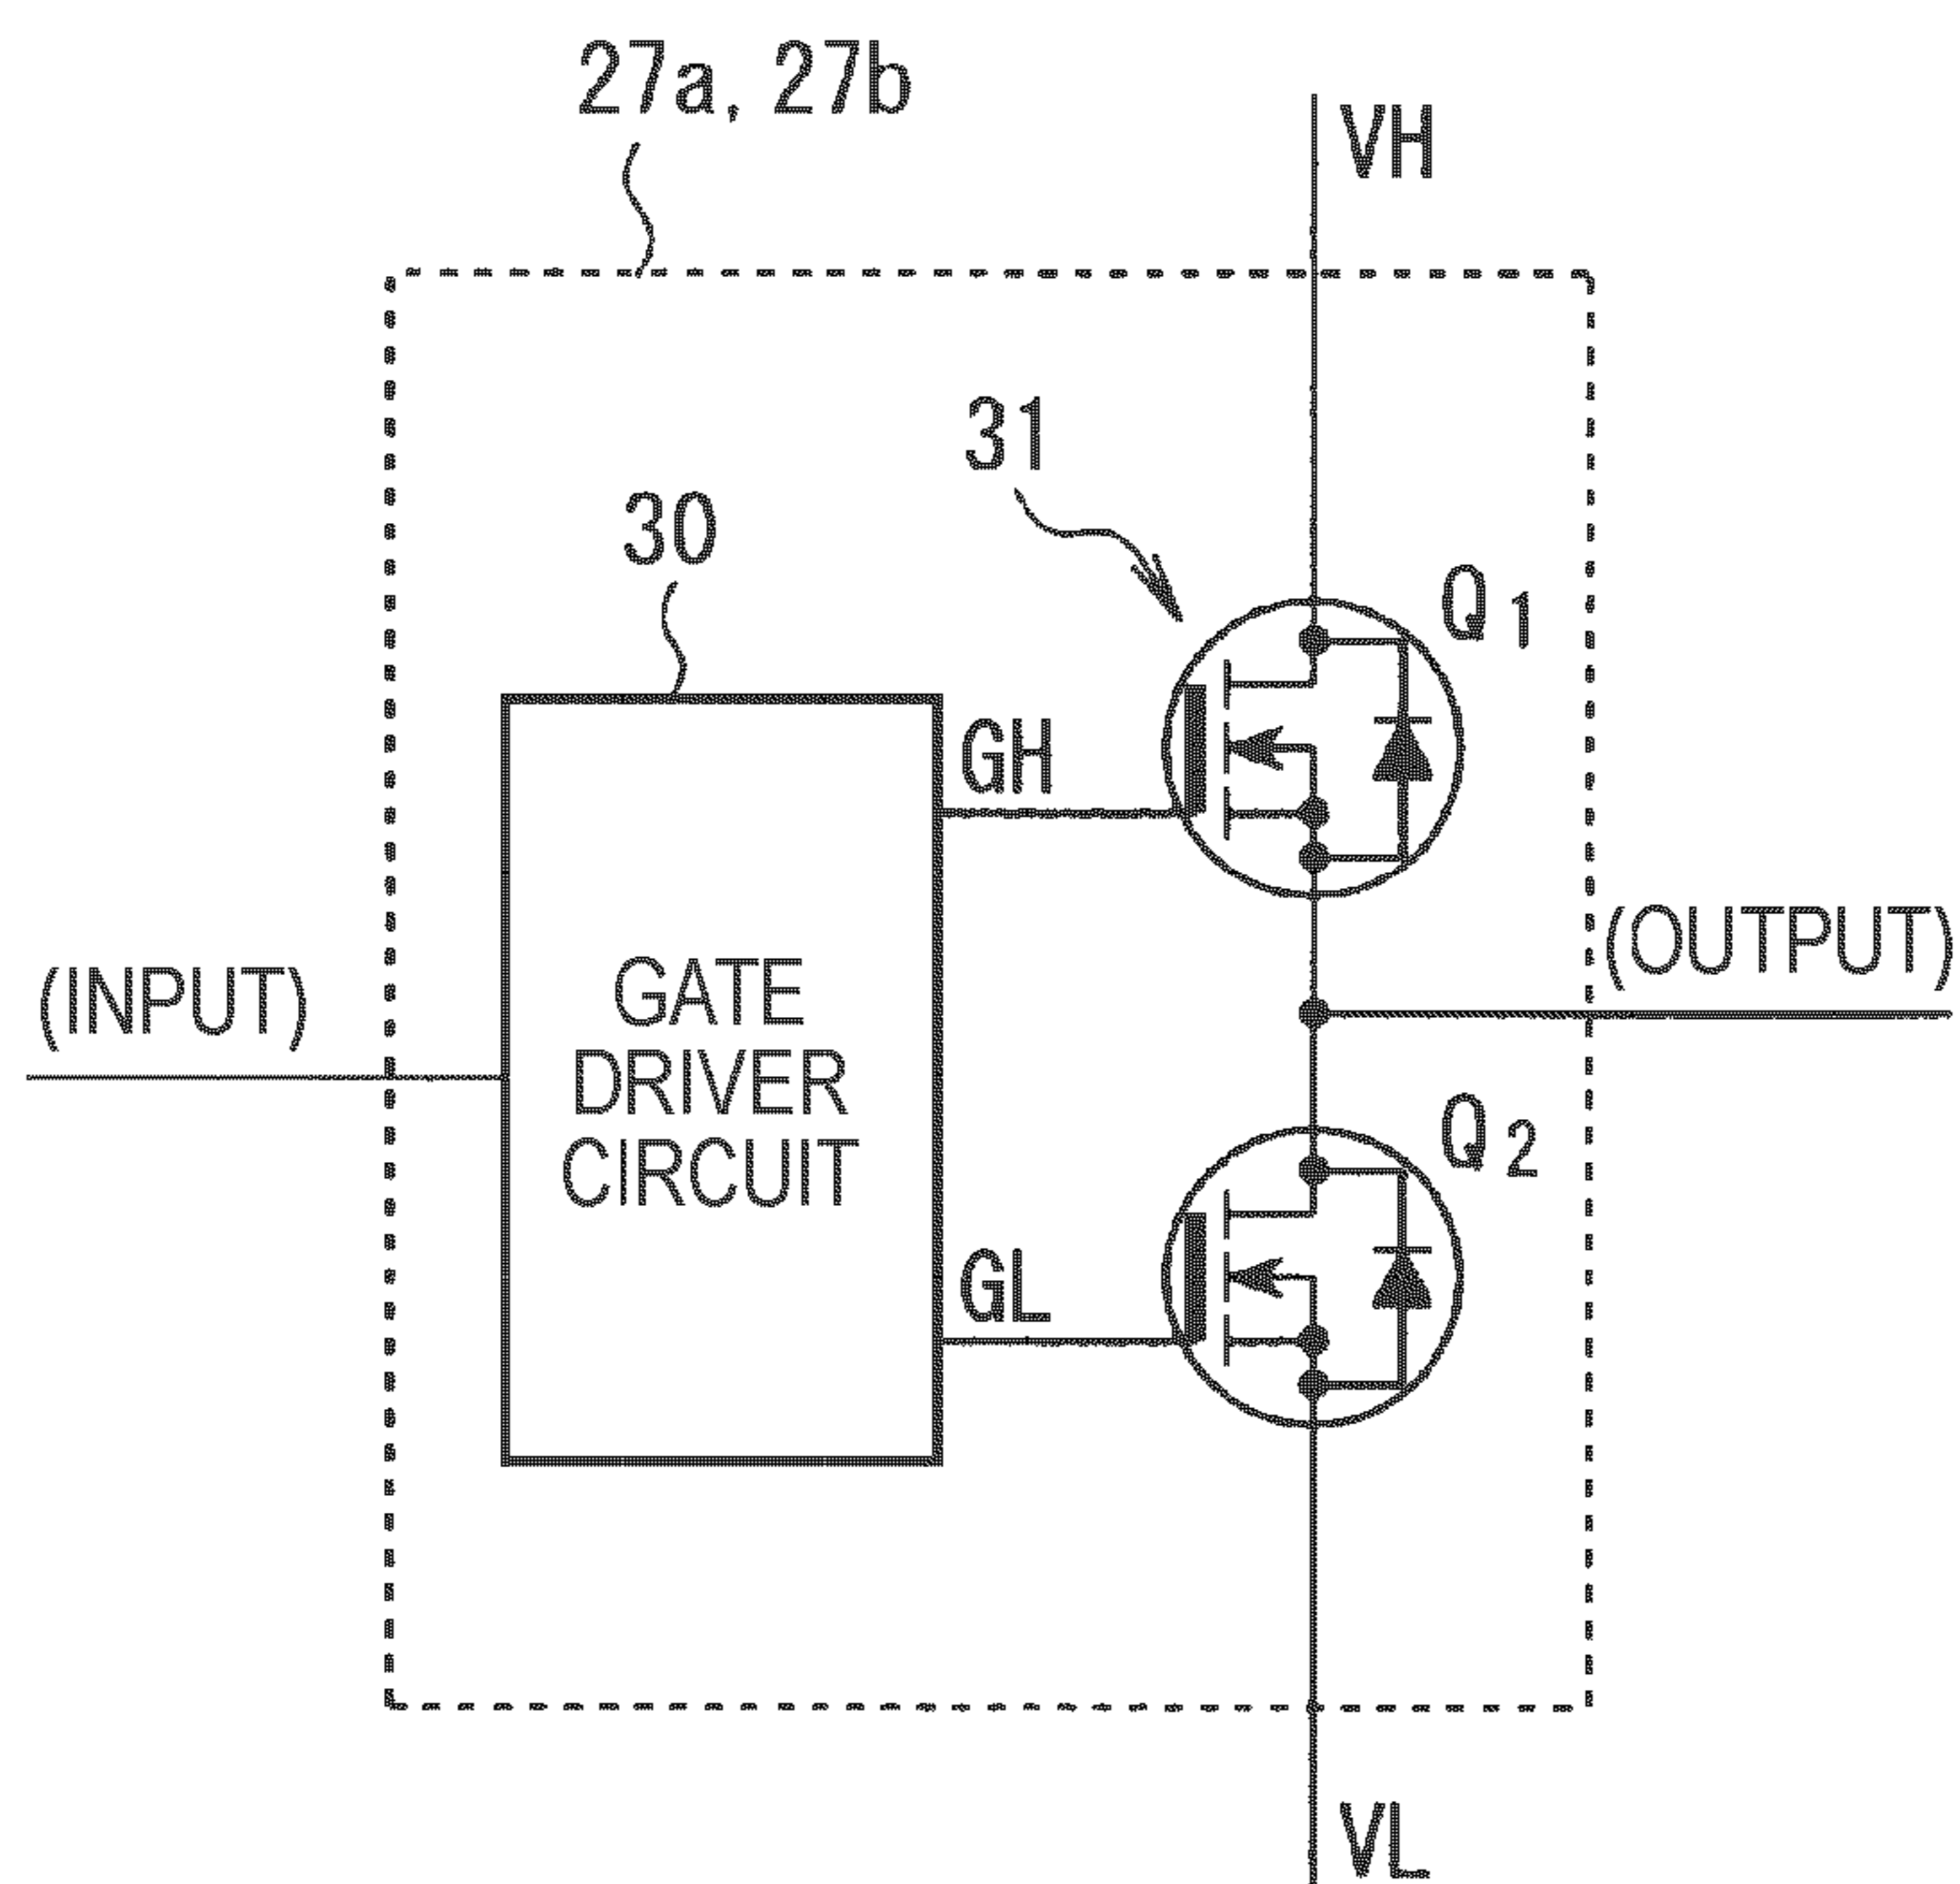 27a, 27b
VH
31
30
Q1
GH
(OUTPUT)
(INPUT)
GATE
DRIVER
CIRCUIT
Q2
GL
VL